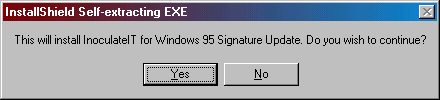 InstallShield Self-extracting EXE
This will install InoculateIT for Windows 95 Signature Update. Do you wish to continue?
Yes
No